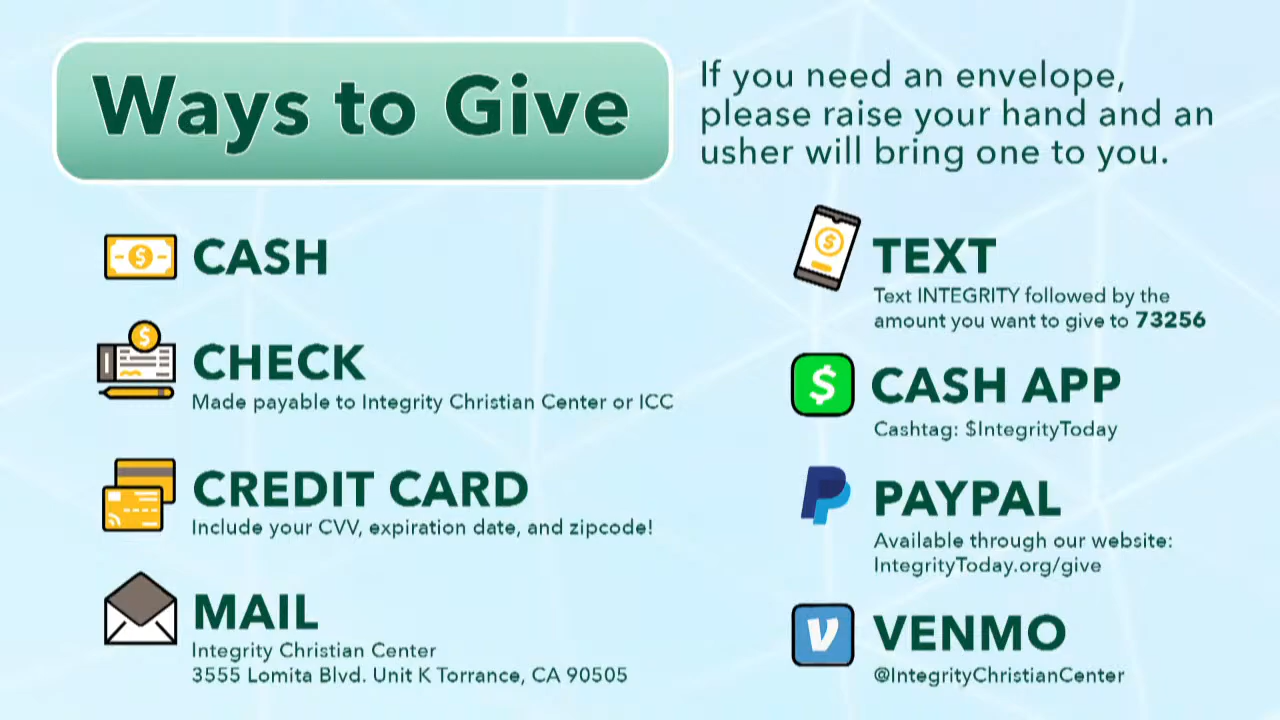 Ways to Give
If you need an envelope,
please raise your hand and an
usher will bring one to you.
CASH
CHECK
Made payable to Integrity Christian Center or ICC
CREDIT CARD
Include your CVV, expiration date, and zipcode!
MAIL
Integrity Christian Center
3555 Lomita Blvd. Unit K Torrance, CA 90505
TEXT
Text INTEGRITY followed by the
amount you want to give to 73256
CASH APP
Cashtag: $IntegrityToday
PAYPAL
Available through our website:
IntegrityToday.org/give
VENMO
@IntegrityChristianCenter